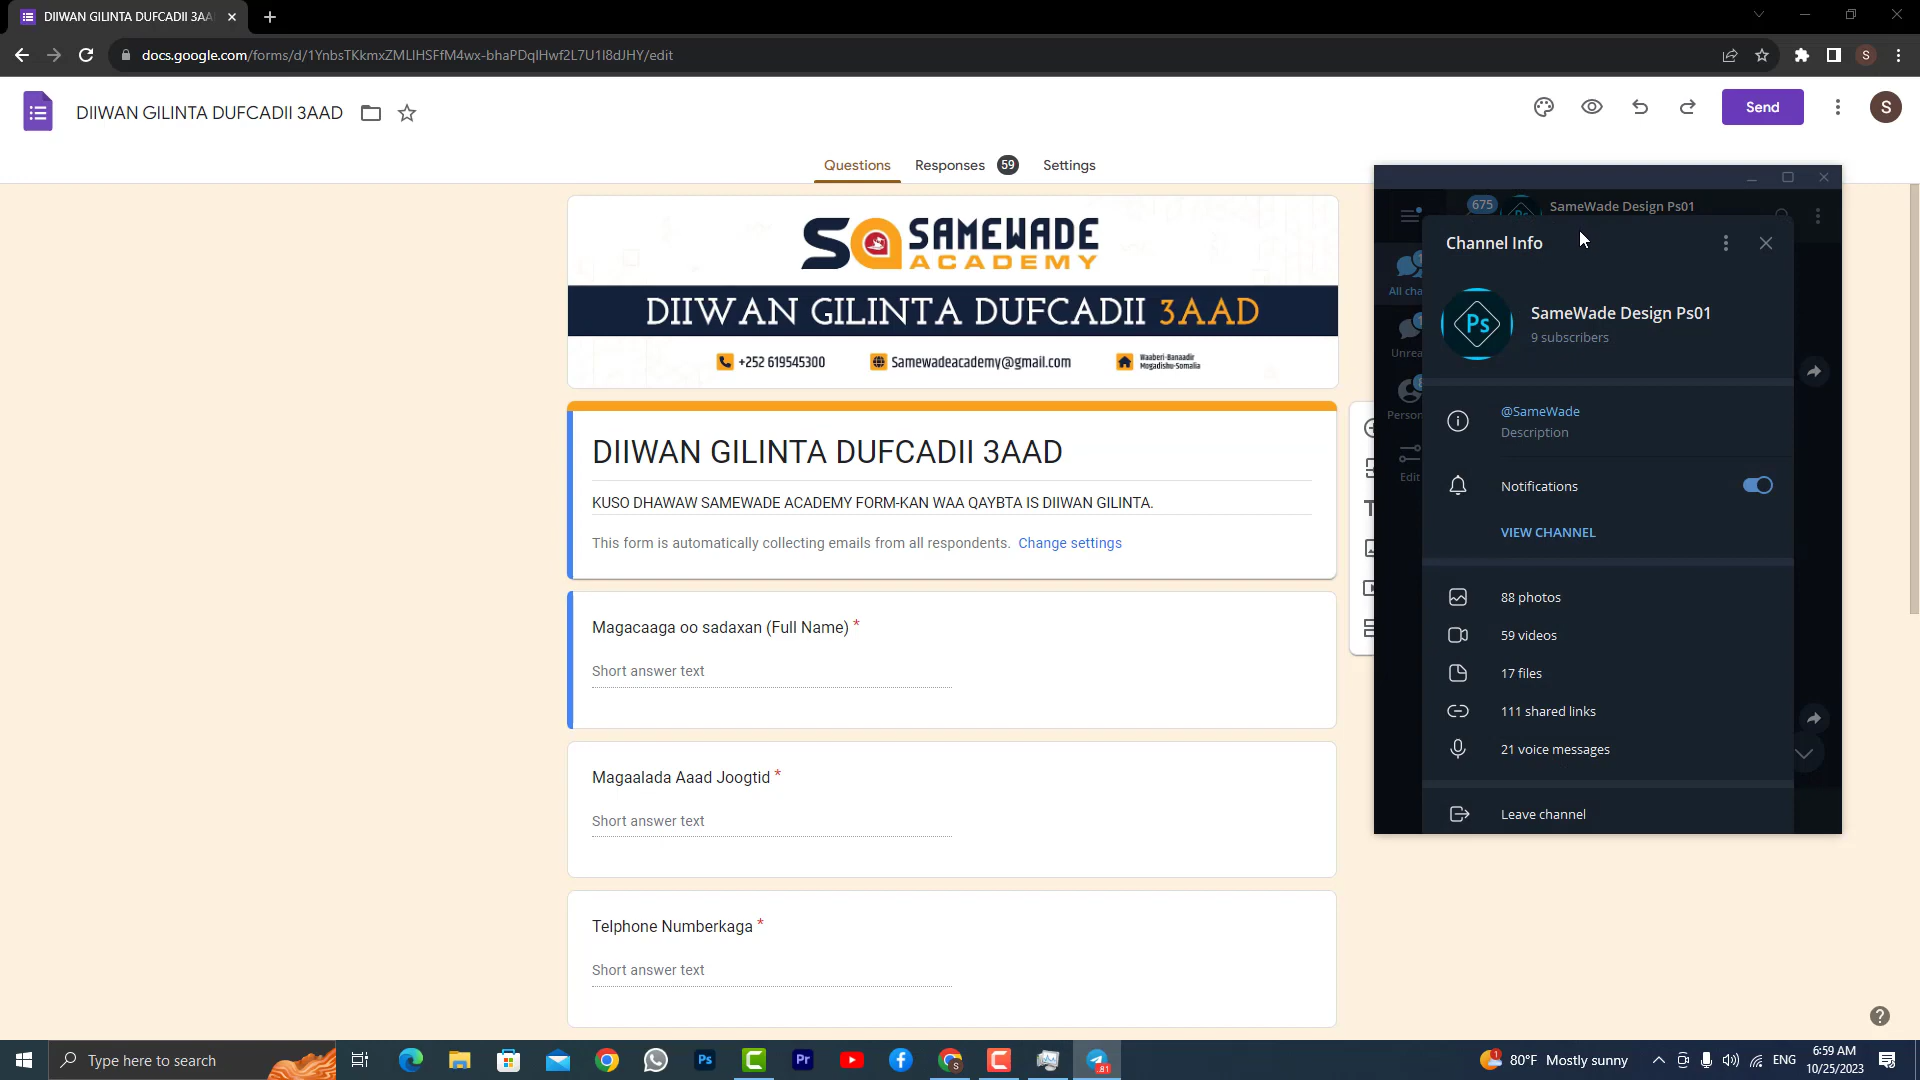 DIIWAN GILINTA DUFCADII 3AA
docs.google.com/forms/d/1YnbsTKkmxZMLIHSFfM4wx-bhaPDqIHwf2L7U1I8dJHY/edit
DIIWAN GILINTA DUFCADII 3AAD
Send
S
Questions
Responses 59
Settings
SAMEWADE
ACADEMY
DIIWAN GILINTA DUFCADII 3AAD
+252 619545300
Samewadeacademy@gmail.com
Waaberi-Banaadir
Mogadishu-Somalia
DIIWAN GILINTA DUFCADII 3AAD
KUSO DHAWAW SAMEWADE ACADEMY FORM-KAN WAA QAYBTA IS DIIWAN GILINTA.
This form is automatically collecting emails from all respondents. Change settings
Magacaaga oo sadaxan (Full Name) *
Short answer text
Magaalada Aaad Joogtid *
Short answer text
Telphone Numberkaga *
Short answer text
675
SameWade Design Ps01
All cha
Unrea
Person
Edit
Channel Info
Ps
SameWade Design Ps01
9 subscribers
@SameWade
Description
Notifications
VIEW CHANNEL
88 photos
59 videos
17 files
111 shared links
21 voice messages
Leave channel
Type here to search
80°F Mostly sunny
ENG
6:59 AM
10/25/2023